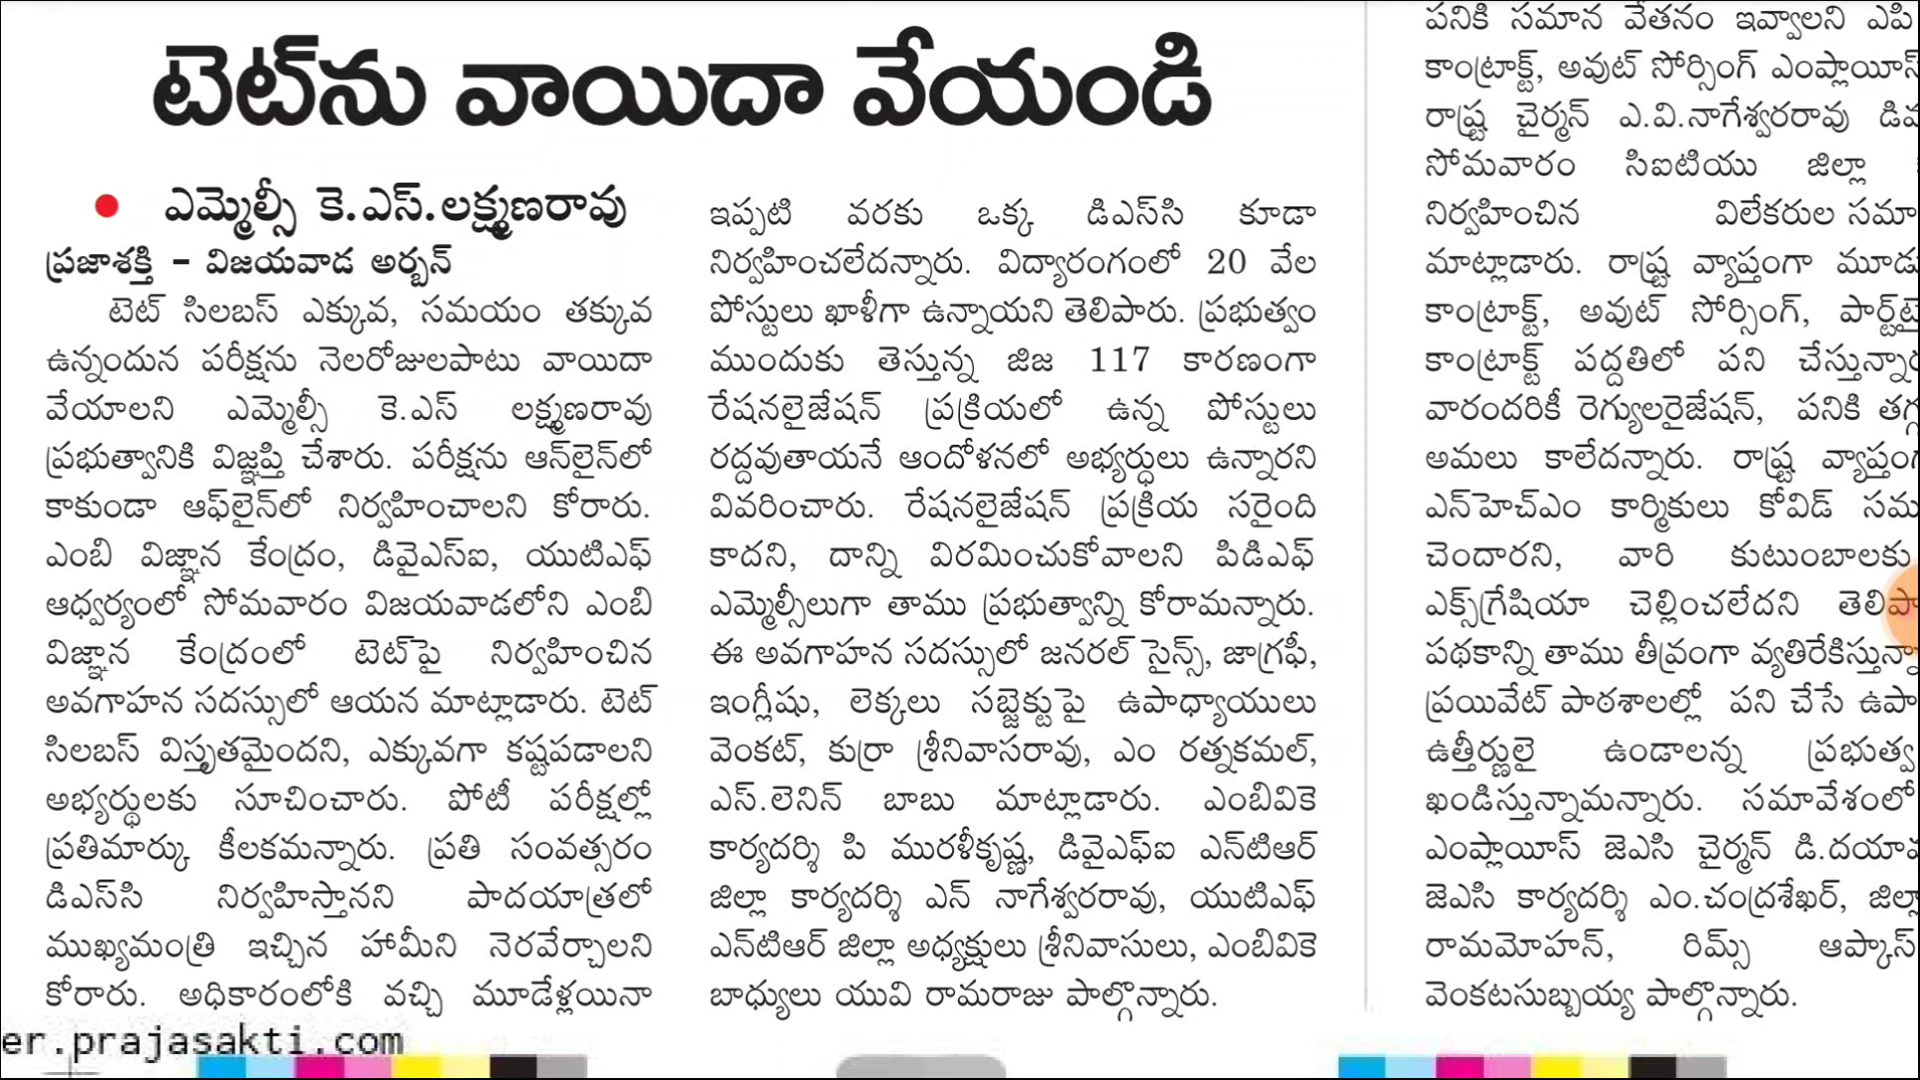 టెట్‌ను వాయిదా వేయండి
● ఎమ్మెల్సీ కె.ఎస్.లక్ష్మణరావు
ప్రజాశక్తి - విజయవాడ అర్బన్
టెట్ సిలబస్ ఎక్కువ, సమయం తక్కువ
ఉన్నందున పరీక్షను నెలరోజులపాటు వాయిదా
వేయాలని ఎమ్మెల్సీ కె.ఎస్ లక్ష్మణరావు
ప్రభుత్వానికి విజ్ఞప్తి చేశారు. పరీక్షను ఆన్‌లైన్‌లో
కాకుండా ఆఫ్‌లైన్‌లో నిర్వహించాలని కోరారు.
ఎంబి విజ్ఞాన కేంద్రం, డివైఎస్ఐ, యుటిఎఫ్
ఆధ్వర్యంలో సోమవారం విజయవాడలోని ఎంబి
విజ్ఞాన కేంద్రంలో టెట్‌పై నిర్వహించిన
అవగాహన సదస్సులో ఆయన మాట్లాడారు. టెట్
సిలబస్ విస్తృతమైందని, ఎక్కువగా కష్టపడాలని
అభ్యర్థులకు సూచించారు. పోటీ పరీక్షల్లో
ప్రతిమార్కు కీలకమన్నారు. ప్రతి సంవత్సరం
డిఎస్‌సి నిర్వహిస్తానని పాదయాత్రలో
ముఖ్యమంత్రి ఇచ్చిన హామీని నెరవేర్చాలని
కోరారు. అధికారంలోకి వచ్చి మూడేళ్లయినా
ఇప్పటి వరకు ఒక్క డిఎస్‌సి కూడా
నిర్వహించలేదన్నారు. విద్యారంగంలో 20 వేల
పోస్టులు ఖాళీగా ఉన్నాయని తెలిపారు. ప్రభుత్వం
ముందుకు తెస్తున్న జిజ 117 కారణంగా
రేషనలైజేషన్ ప్రక్రియలో ఉన్న పోస్టులు
రద్దవుతాయనే ఆందోళనలో అభ్యర్ధులు ఉన్నారని
వివరించారు. రేషనలైజేషన్ ప్రక్రియ సరైంది
కాదని, దాన్ని విరమించుకోవాలని పిడిఎఫ్
ఎమ్మెల్సీలుగా తాము ప్రభుత్వాన్ని కోరామన్నారు.
ఈ అవగాహన సదస్సులో జనరల్ సైన్స్, జాగ్రఫీ,
ఇంగ్లీషు, లెక్కలు సబ్జెక్టుపై ఉపాధ్యాయులు
వెంకట్, కుర్రా శ్రీనివాసరావు, ఎం రత్నకమల్,
ఎస్.లెనిన్ బాబు మాట్లాడారు. ఎంబివికె
కార్యదర్శి పి మురళీకృష్ణ, డివైఎఫ్ఐ ఎన్‌టిఆర్
జిల్లా కార్యదర్శి ఎన్ నాగేశ్వరరావు, యుటిఎఫ్
ఎన్‌టిఆర్ జిల్లా అధ్యక్షులు శ్రీనివాసులు, ఎంబివికె
బాధ్యులు యువి రామరాజు పాల్గొన్నారు.
పనికి సమాన వేతనం ఇవ్వాలని ఎపి
కాంట్రాక్ట్, అవుట్ సోర్సింగ్ ఎంప్లాయీస్
రాష్ట్ర చైర్మన్ ఎ.వి.నాగేశ్వరరావు
సోమవారం సిఐటియు జిల్లా
నిర్వహించిన విలేకరుల
మాట్లాడారు. రాష్ట్ర వ్యాప్తంగా
కాంట్రాక్ట్, అవుట్ సోర్సింగ్,
కాంట్రాక్ట్ పద్దతిలో పని
వారందరికీ రెగ్యులరైజేషన్, పనికి
అమలు కాలేదన్నారు. రాష్ట్ర
ఎన్‌హెచ్ఎం కార్మికులు కోవిడ్
చెందారని, వారి కుటుంబాలకు
ఎక్స్‌గ్రేషియా చెల్లించలేదని
పథకాన్ని తాము తీవ్రంగా
ప్రయివేట్ పాఠశాలల్లో పని చేసే
ఉత్తీర్ణులై ఉండాలన్న ప్రభుత్వ
ఖండిస్తున్నామన్నారు. సమావేశంలో
ఎంప్లాయీస్ జెఎసి చైర్మన్
జెఎసి కార్యదర్శి ఎం.చంద్రశేఖర్,
రామమోహన్, రిమ్స్ ఆప్కాస్
వెంకటసుబ్బయ్య పాల్గొన్నారు.
er.prajasakti.com